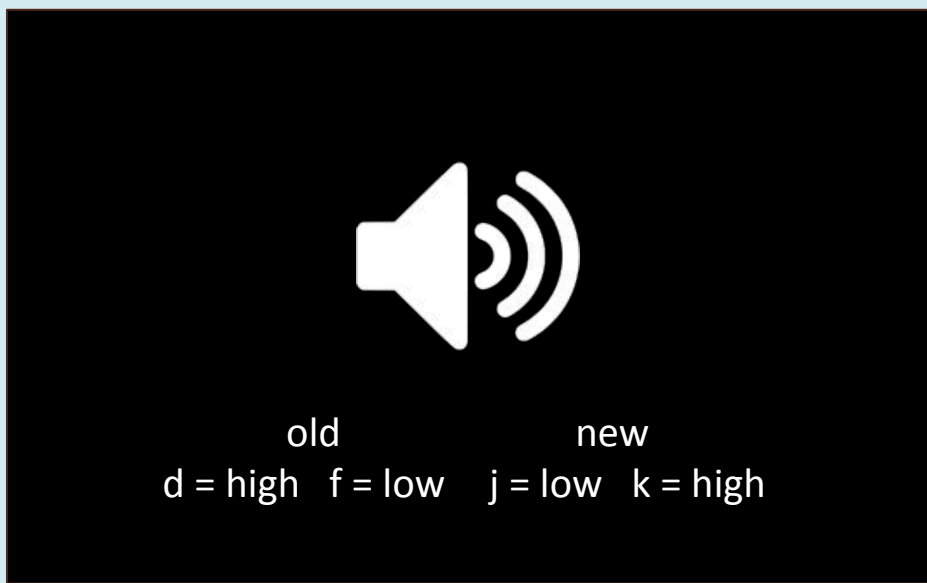 old new
d = high f = low j = low k = high